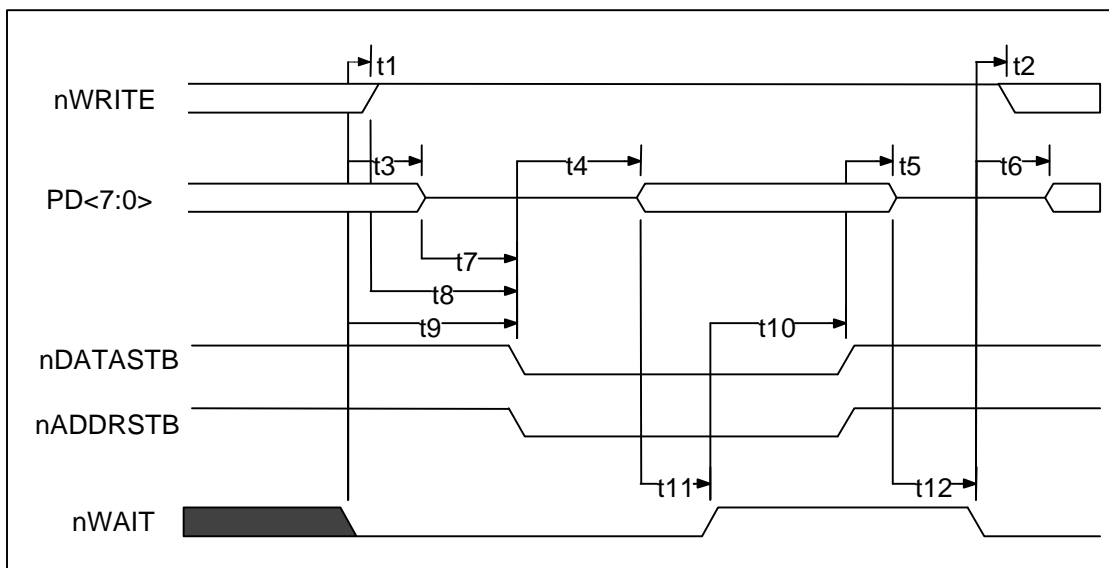 t1 t2
nWRITE
t3 t4 t5 t6
PD<7:0>
t7
t8
t9 t10
nDATASTB
nADDRSTB
t11 t12
nWAIT